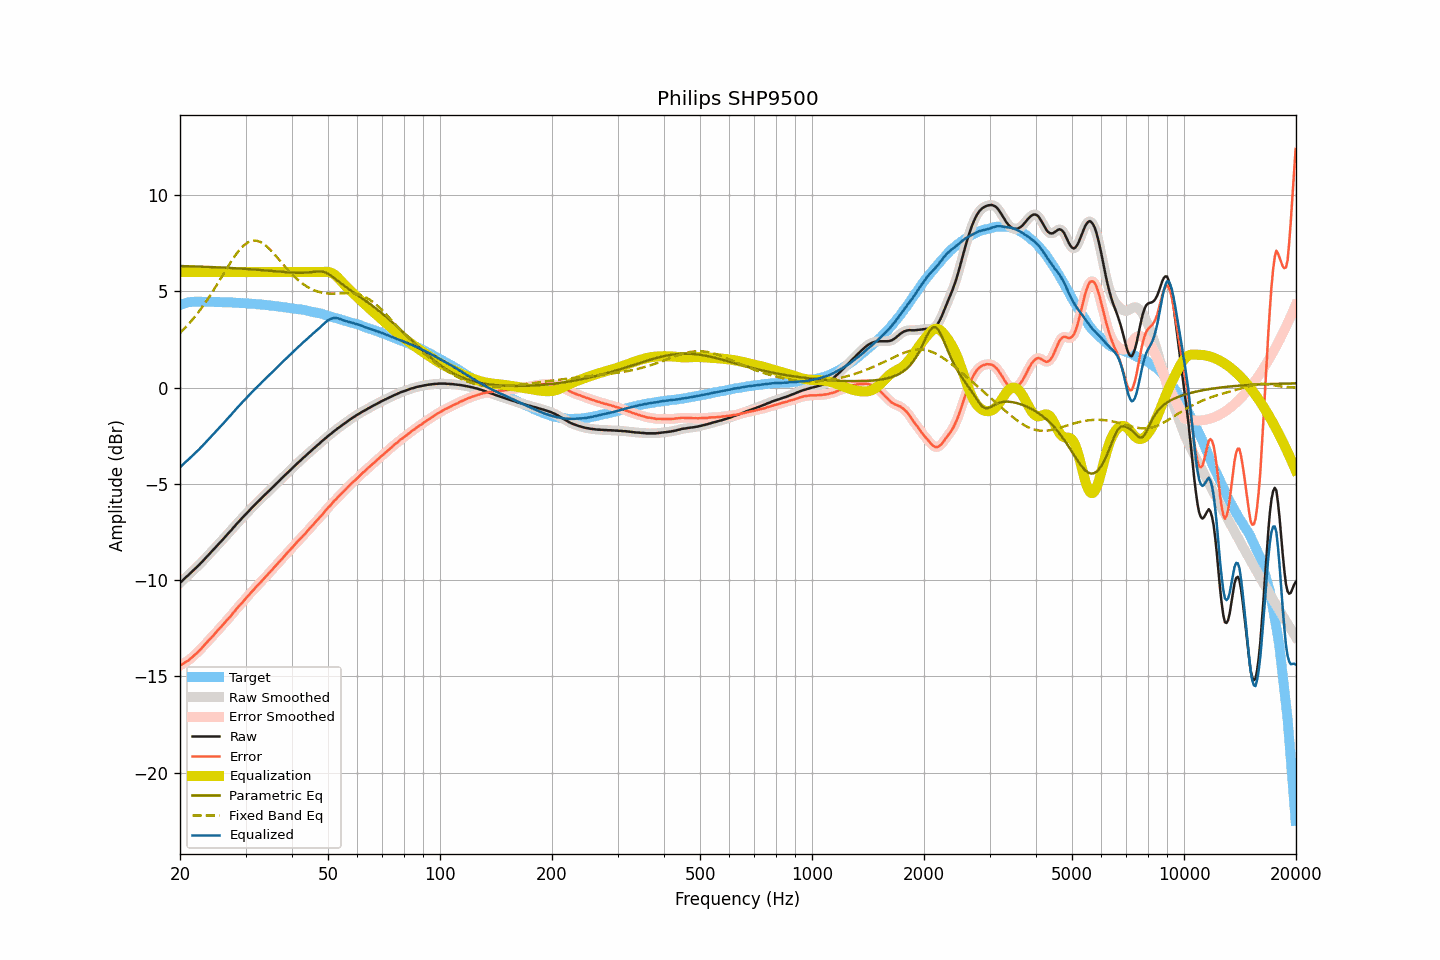 Philips SHP9500
10
5
0
−5
−10
−15
−20
Amplitude (dBr)
Target
Raw Smoothed
Error Smoothed
Raw
Error
Equalization
Parametric Eq
Fixed Band Eq
Equalized
20 50 100 200 500 1000 2000 5000 10000 20000
Frequency (Hz)